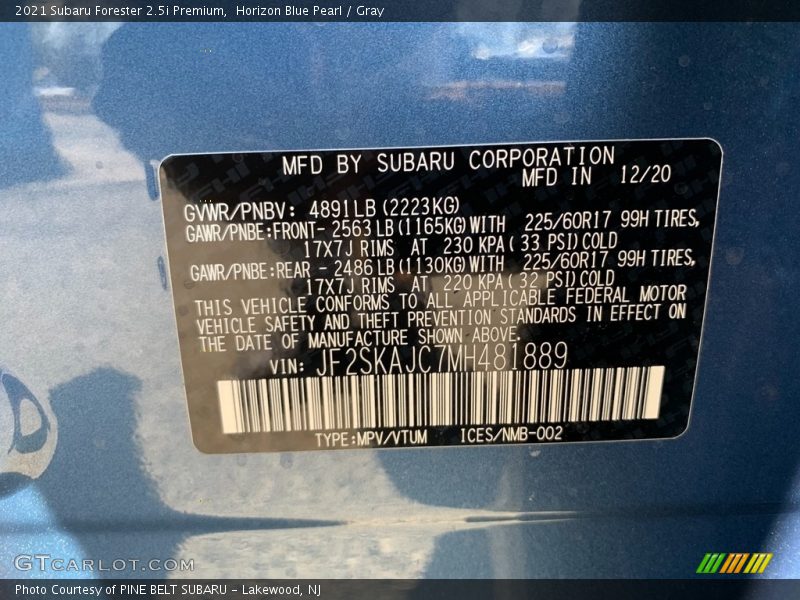 2021 Subaru Forester 2.5i Premium,  Horizon Blue Pearl / Gray
MFD BY SUBARU CORPORATION
MFD IN 12/20
GVWR/PNBV: 4891LB(2223KG)
GAWR/PNBE:FRONT- 2563LB(1165KG)WITH 225/60R17 99H TIRES,
17X7J RIMS AT 230 KPA( 33 PSI)COLD
GAWR/PNBE:REAR - 2486LB(1130KG)WITH 225/60R17 99H TIRES,
17X7J RIMS AT 220 KPA( 32 PSI)COLD
THIS VEHICLE CONFORMS TO ALL APPLICABLE FEDERAL MOTOR
VEHICLE SAFETY AND THEFT PREVENTION STANDARDS IN EFFECT ON
THE DATE OF MANUFACTURE SHOWN ABOVE.
VIN: JF2SKAJC7MH481889
TYPE:MPV/VTUM ICES/NMB-002
GTCARLOT.COM
Photo Courtesy of PINE BELT SUBARU - Lakewood, NJ